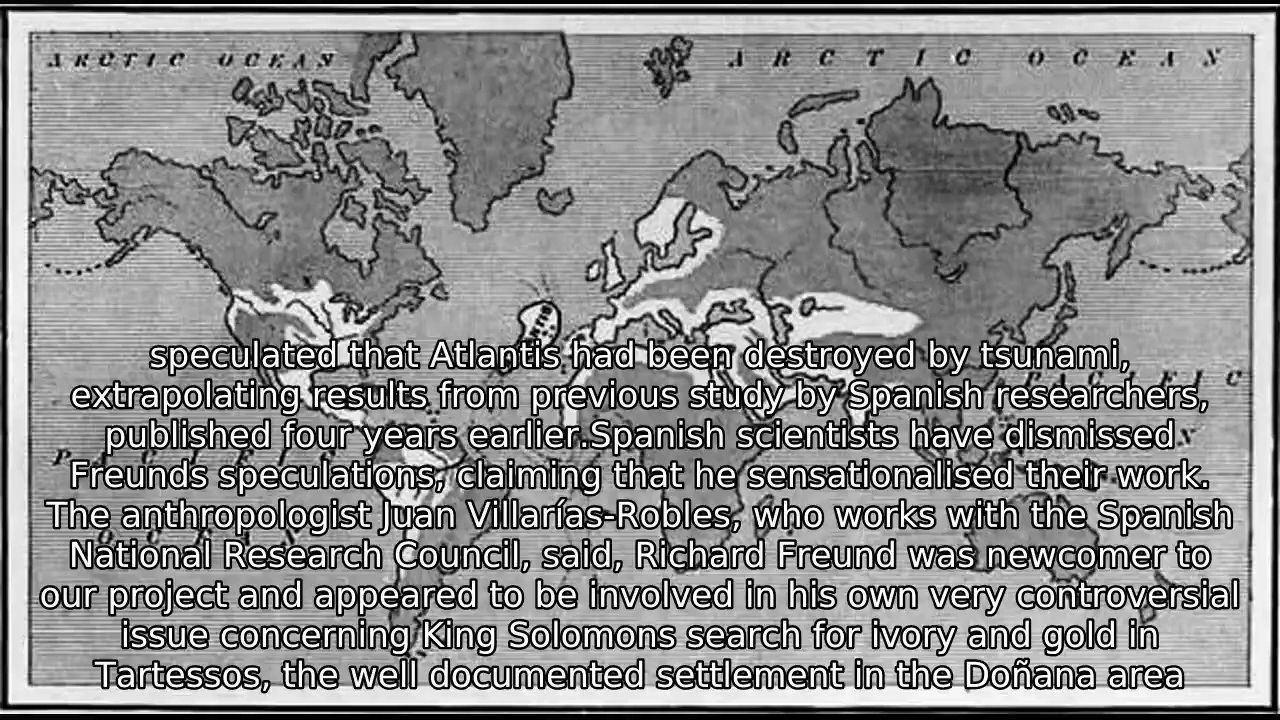 ARCTIC OCEAN
ARCTIC OCEAN
speculated that Atlantis had been destroyed by tsunami,
extrapolating results from previous study by Spanish researchers,
published four years earlier.Spanish scientists have dismissed
Freunds speculations, claiming that he sensationalised their work.
The anthropologist Juan Villarías-Robles, who works with the Spanish
National Research Council, said, Richard Freund was newcomer to
our project and appeared to be involved in his own very controversial
issue concerning King Solomons search for ivory and gold in
Tartessos, the well documented settlement in the Doñana area